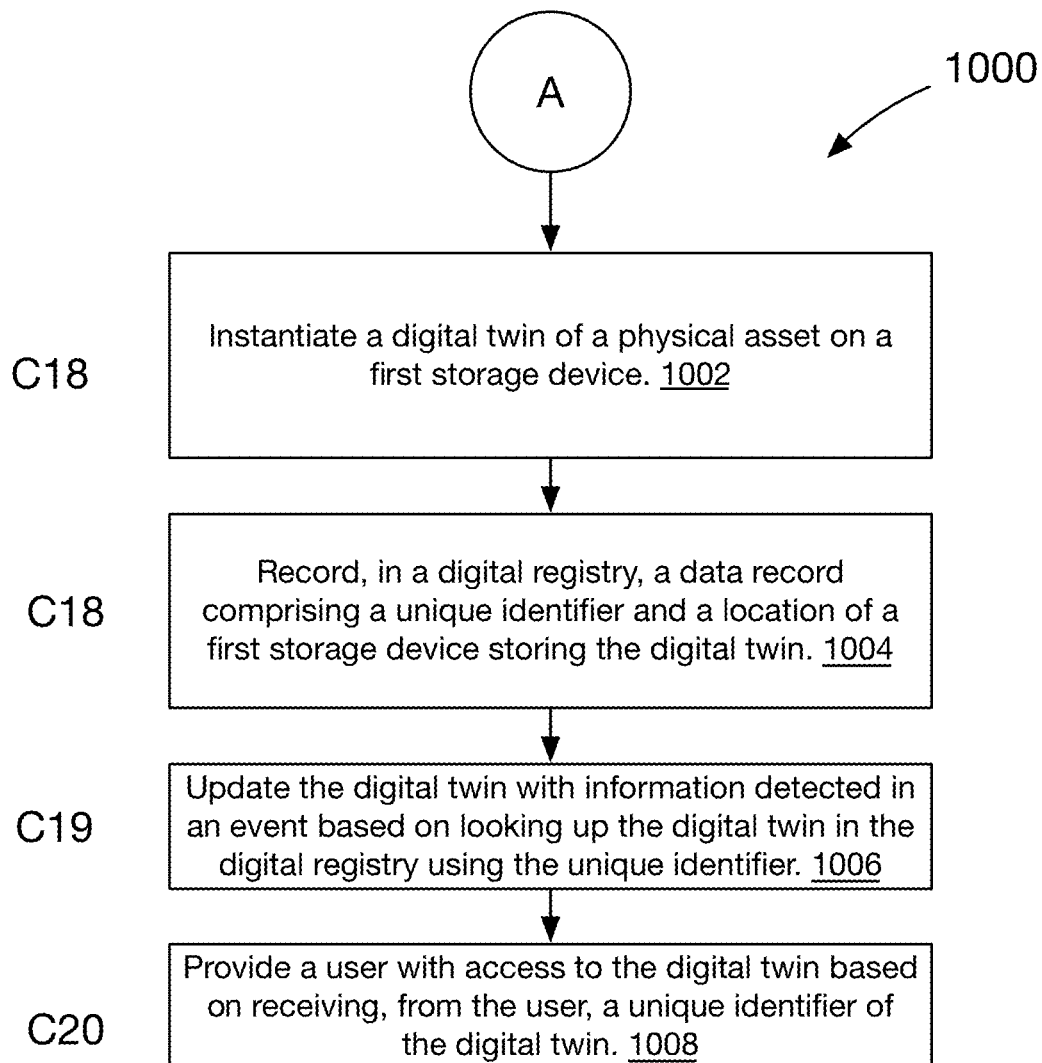 A
1000
C18
Instantiate a digital twin of a physical asset on a
first storage device. 1002
C18
Record, in a digital registry, a data record
comprising a unique identifier and a location of a
first storage device storing the digital twin. 1004
C19
Update the digital twin with information detected in
an event based on looking up the digital twin in the
digital registry using the unique identifier. 1006
C20
Provide a user with access to the digital twin based
on receiving, from the user, a unique identifier of
the digital twin. 1008